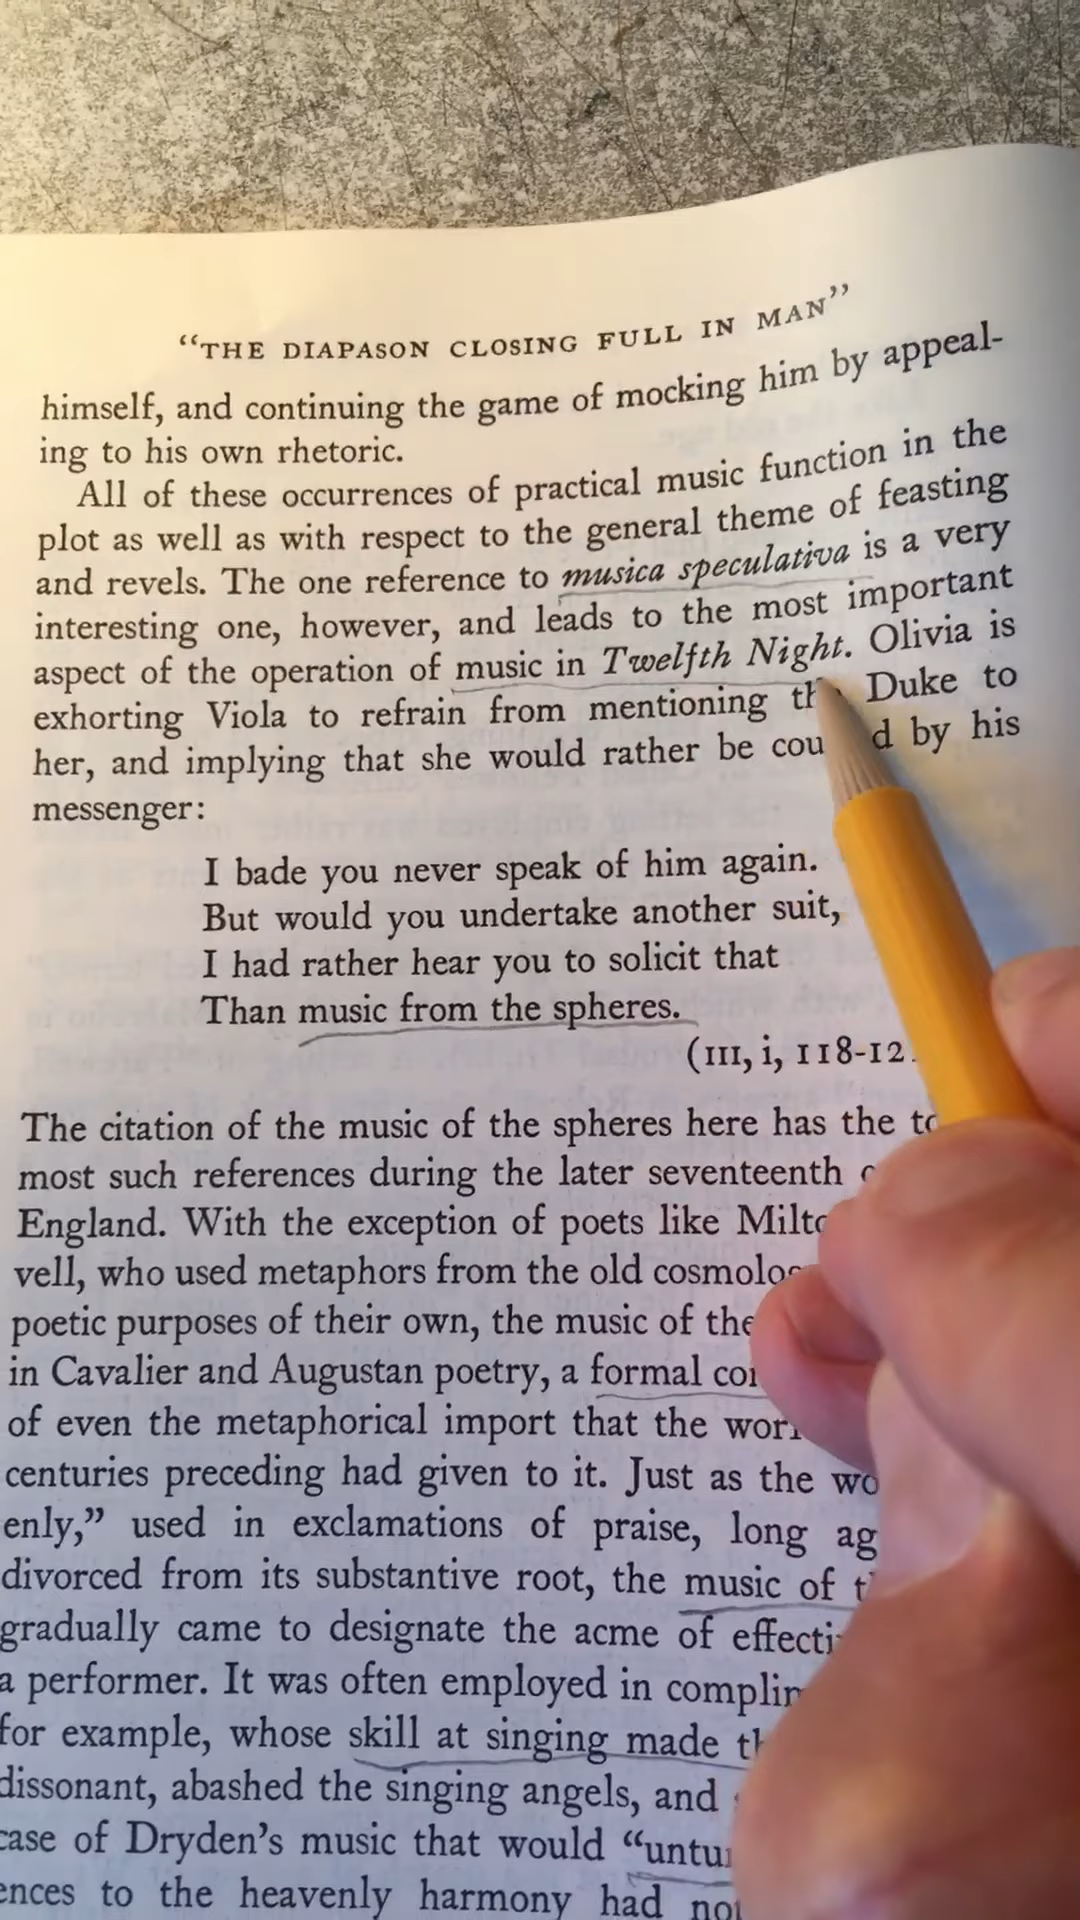 “THE DIAPASON CLOSING FULL IN MAN”
himself, and continuing the game of mocking him by appeal-
ing to his own rhetoric.
All of these occurrences of practical music function in the
plot as well as with respect to the general theme of feasting
and revels. The one reference to musica speculativa is a very
interesting one, however, and leads to the most important
aspect of the operation of music in Twelfth Night. Olivia is
exhorting Viola to refrain from mentioning Duke to
her, and implying that she would rather be by his
messenger:
I bade you never speak of him again.
But would you undertake another suit,
I had rather hear you to solicit that
Than music from the spheres.
(III, i, 118-12
The citation of the music of the spheres here has the
most such references during the later seventeenth
England. With the exception of poets like
vell, who used metaphors from the old
poetic purposes of their own, the music of the
in Cavalier and Augustan poetry, a formal
of even the metaphorical import that the
centuries preceding had given to it. Just as the
enly,” used in exclamations of praise, long
divorced from its substantive root, the music of
gradually came to designate the acme of
a performer. It was often employed in
for example, whose skill at singing made
dissonant, abashed the singing angels, and
case of Dryden’s music that would
ences to the heavenly harmony had